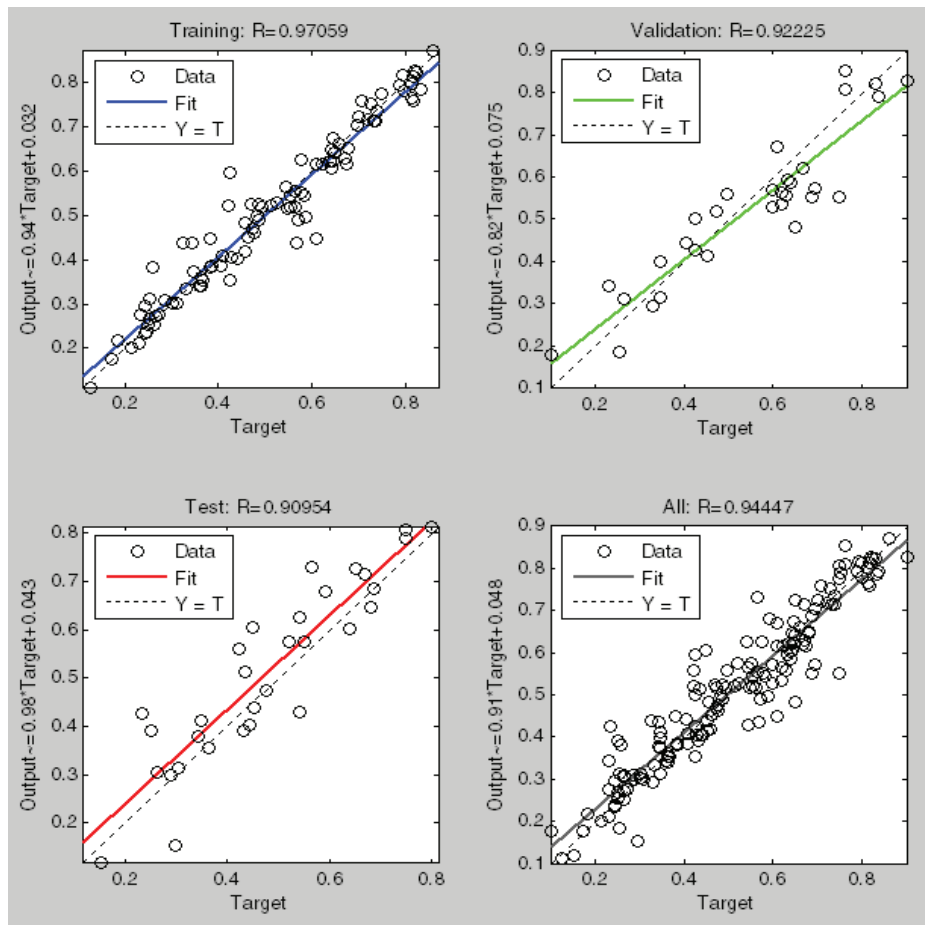 Training: R=0.97059
Output~=0.94*Target+0.032
0.8
0.7
0.6
0.5
0.4
0.3
0.2
Data
Fit
Y = T
0.2
0.4
0.6
0.8
Target
Validation: R=0.92225
Output~=0.82*Target+0.075
0.9
0.8
0.7
0.6
0.5
0.4
0.3
0.2
0.1
Data
Fit
Y = T
0.2
0.4
0.6
0.8
Target
Test: R=0.90954
Output~=0.98*Target+0.043
0.8
0.7
0.6
0.5
0.4
0.3
0.2
Data
Fit
Y = T
0.2
0.4
0.6
0.8
Target
All: R=0.94447
Output~=0.91*Target+0.048
0.9
0.8
0.7
0.6
0.5
0.4
0.3
0.2
0.1
Data
Fit
Y = T
0.2
0.4
0.6
0.8
Target